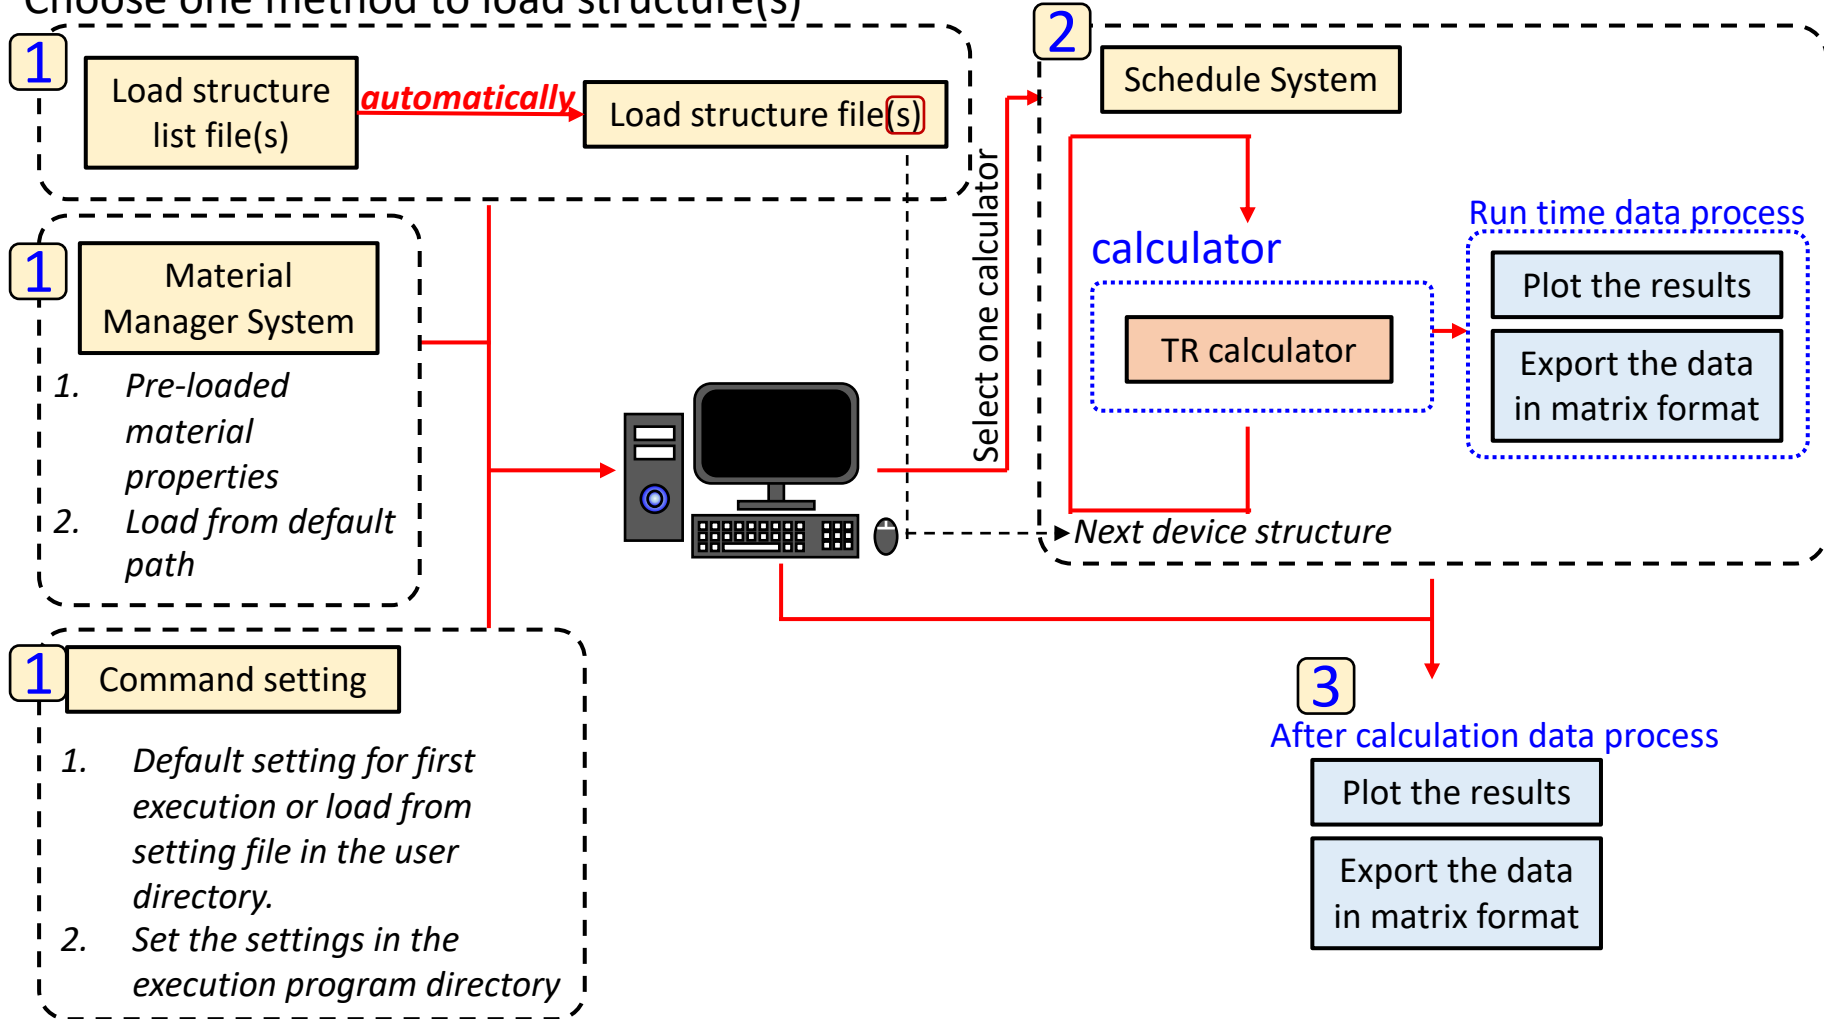 Choose one method to load structure(s)
1
Load structure
list file(s)
automatically
Load structure file(s)
1
Material
Manager System
1. Pre-loaded
material
properties
2. Load from default
path
1
Command setting
1. Default setting for first
execution or load from
setting file in the user
directory.
2. Set the settings in the
execution program directory
Select one calculator
2
Schedule System
calculator
TR calculator
Run time data process
Plot the results
Export the data
in matrix format
Next device structure
3
After calculation data process
Plot the results
Export the data
in matrix format